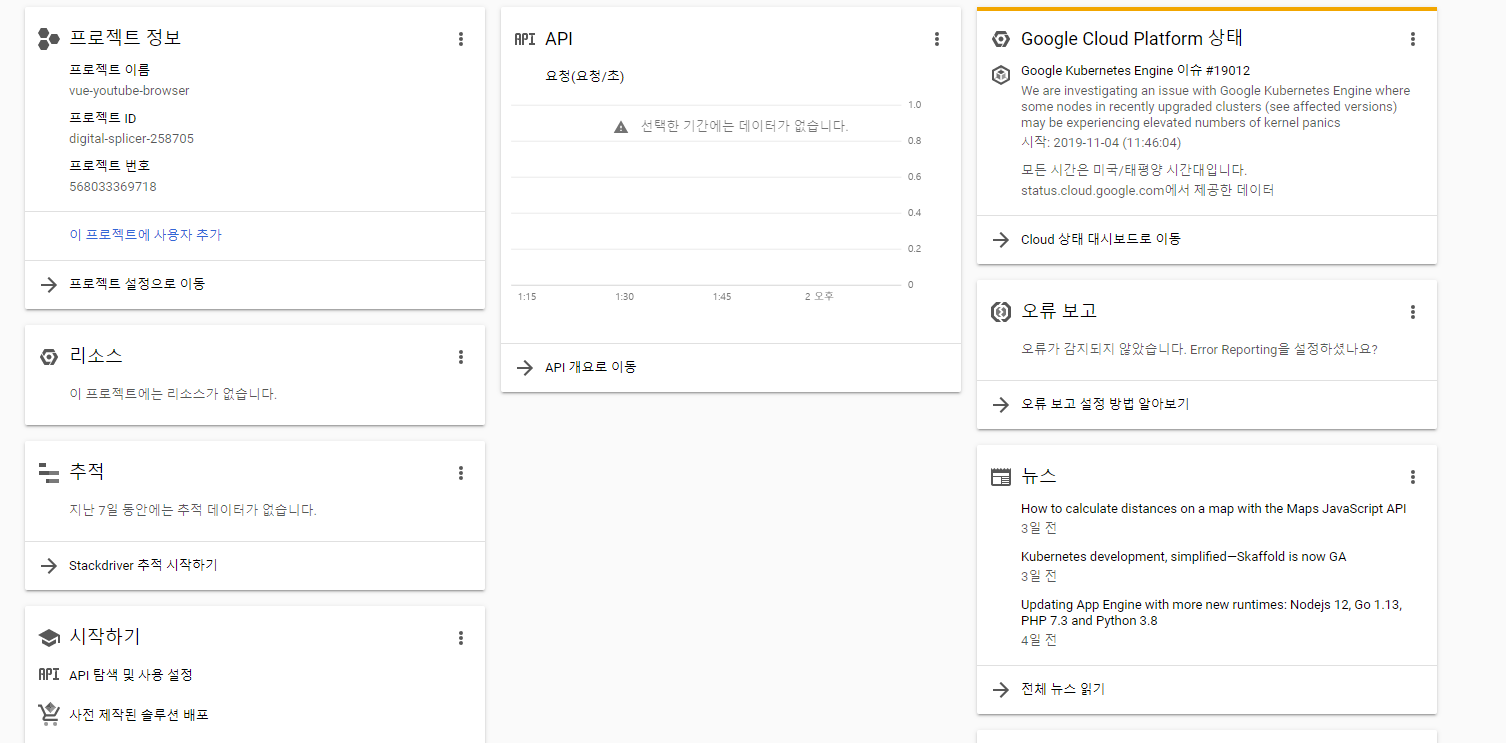 프로젝트 정보
프로젝트 이름
vue-youtube-browser
프로젝트 ID
digital-splicer-258705
프로젝트 번호
568033369718
이 프로젝트에 사용자 추가
프로젝트 설정으로 이동
리소스
이 프로젝트에는 리소스가 없습니다.
추적
지난 7일 동안에는 추적 데이터가 없습니다.
Stackdriver 추적 시작하기
시작하기
API API 탐색 및 사용 설정
사전 제작된 솔루션 배포
API API
요청(요청/초)
1.0
선택한 기간에는 데이터가 없습니다.
0.8
0.6
0.4
0.2
0
1:15 1:30 1:45 2 오후
API 개요로 이동
Google Cloud Platform 상태
Google Kubernetes Engine 이슈 #19012
We are investigating an issue with Google Kubernetes Engine where
some nodes in recently upgraded clusters (see affected versions)
may be experiencing elevated numbers of kernel panics
시작: 2019-11-04 (11:46:04)
모든 시간은 미국/태평양 시간대입니다.
status.cloud.google.com에서 제공한 데이터
Cloud 상태 대시보드로 이동
오류 보고
오류가 감지되지 않았습니다. Error Reporting을 설정하셨나요?
오류 보고 설정 방법 알아보기
뉴스
How to calculate distances on a map with the Maps JavaScript API
3일 전
Kubernetes development, simplified—Skaffold is now GA
3일 전
Updating App Engine with more new runtimes: Nodejs 12, Go 1.13,
PHP 7.3 and Python 3.8
4일 전
전체 뉴스 읽기